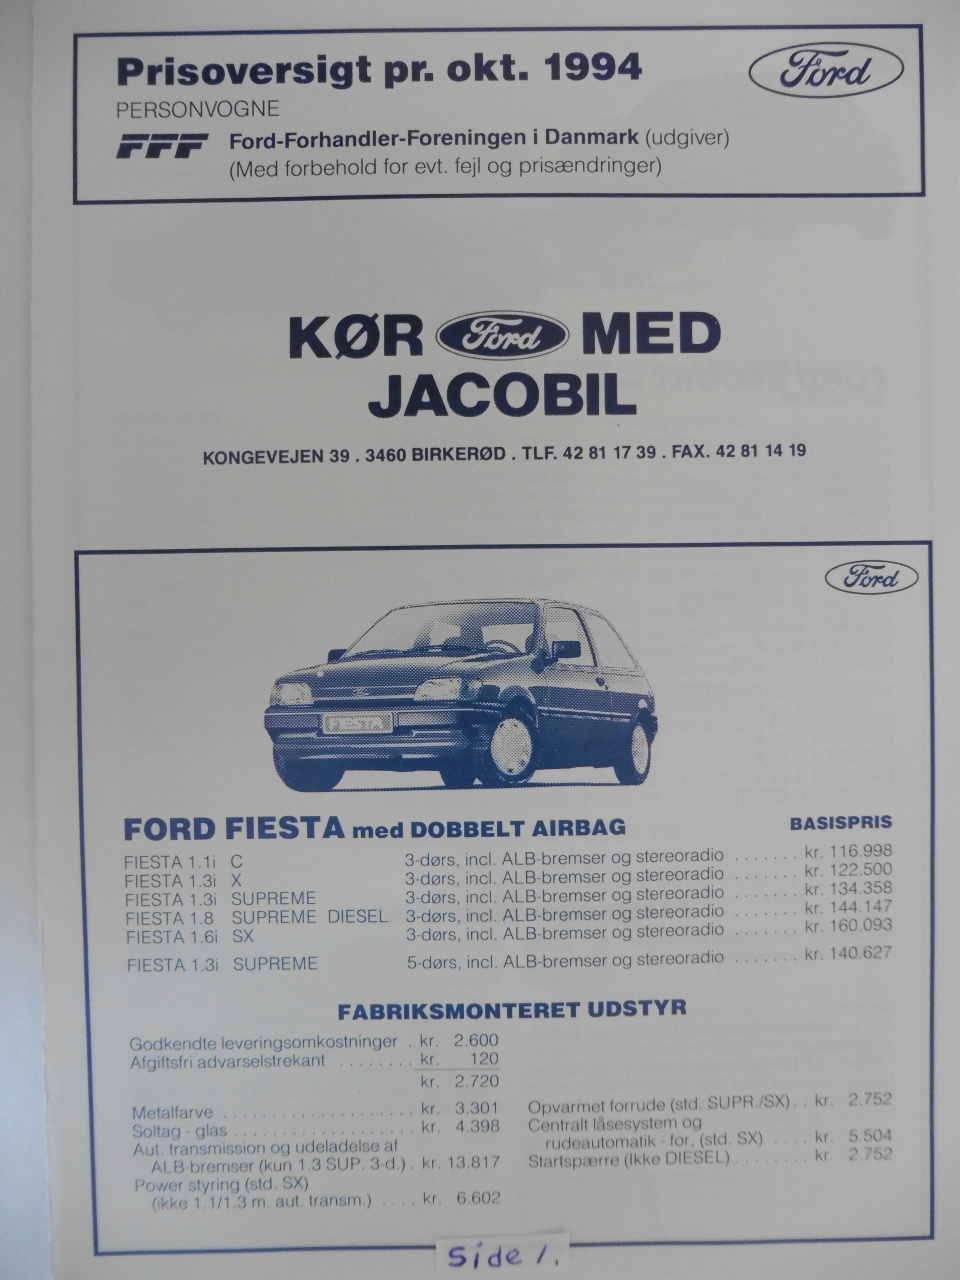 Prisoversigt pr. okt. 1994
Ford
PERSONVOGNE
FFF Ford-Forhandler-Foreningen i Danmark (udgiver)
(Med forbehold for evt. fejl og prisændringer)
KØR Ford MED
JACOBIL
KONGEVEJEN 39 . 3460 BIRKERØD . TLF. 42 81 17 39 . FAX. 42 81 14 19
Ford
FIESTA
FORD FIESTA med DOBBELT AIRBAG BASISPRIS
FIESTA 1.1i C 3-dørs, incl. ALB-bremser og stereoradio ....... kr. 116.998
FIESTA 1.3i X 3-dørs, incl. ALB-bremser og stereoradio ....... kr. 122.500
FIESTA 1.3i SUPREME 3-dørs, incl. ALB-bremser og stereoradio ....... kr. 134.358
FIESTA 1.8 SUPREME DIESEL 3-dørs, incl. ALB-bremser og stereoradio ....... kr. 144.147
FIESTA 1.6i SX 3-dørs, incl. ALB-bremser og stereoradio ....... kr. 160.093
FIESTA 1.3i SUPREME 5-dørs, incl. ALB-bremser og stereoradio ....... kr. 140.627
FABRIKSMONTERET UDSTYR
Godkendte leveringsomkostninger . kr. 2.600
Afgiftsfri advarselstrekant ........ kr. 120
kr. 2.720
Metalfarve .................... kr. 3.301
Soltag - glas ................... kr. 4.398
Aut. transmission og udeladelse af
ALB-bremser (kun 1.3 SUP. 3-d.) . kr. 13.817
Power styring (std. SX)
(ikke 1.1/1.3 m. aut. transm.) .... kr. 6.602
Opvarmet forrude (std. SUPR./SX) .. kr. 2.752
Centralt låsesystem og
rudeautomatik - for, (std. SX) .... kr. 5.504
Startspærre (Ikke DIESEL) ........ kr. 2.752
Side 1.